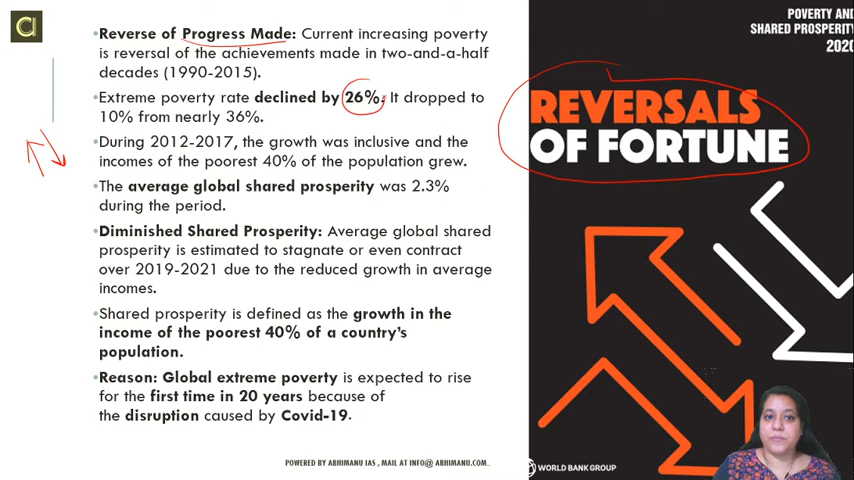 •Reverse of Progress Made: Current increasing poverty
is reversal of the achievements made in two-and-a-half
decades (1990-2015).
•Extreme poverty rate declined by 26%. It dropped to
10% from nearly 36%.
•During 2012-2017, the growth was inclusive and the
incomes of the poorest 40% of the population grew.
•The average global shared prosperity was 2.3%
during the period.
•Diminished Shared Prosperity: Average global shared
prosperity is estimated to stagnate or even contract
over 2019-2021 due to the reduced growth in average
incomes.
•Shared prosperity is defined as the growth in the
income of the poorest 40% of a country's
population.
•Reason: Global extreme poverty is expected to rise
for the first time in 20 years because of
the disruption caused by Covid-19.
POWERED BY ABHIMANU IAS , MAIL AT INFO@ ABHIMANU.COM
POVERTY AND
SHARED PROSPERITY
2020
REVERSALS
OF FORTUNE
WORLD BANK GROUP